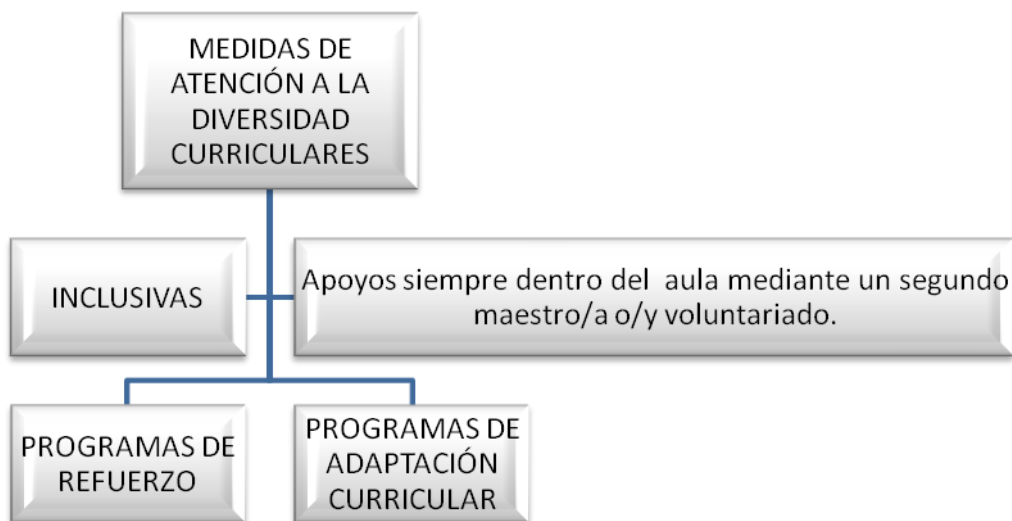 MEDIDAS DE
ATENCIÓN A LA
DIVERSIDAD
CURRICULARES
INCLUSIVAS
Apoyos siempre dentro del aula mediante un segundo
maestro/a o/y voluntariado.
PROGRAMAS DE
REFUERZO
PROGRAMAS DE
ADAPTACIÓN
CURRICULAR